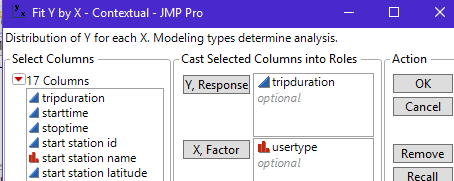 Fit Y by X - Contextual - JMP Pro
Distribution of Y for each X. Modeling types determine analysis.
Select Columns
17 Columns
tripduration
starttime
stoptime
start station id
start station name
start station latitude
Cast Selected Columns into Roles
Y, Response
tripduration
optional
X, Factor
usertype
optional
Action
OK
Cancel
Remove
Recall